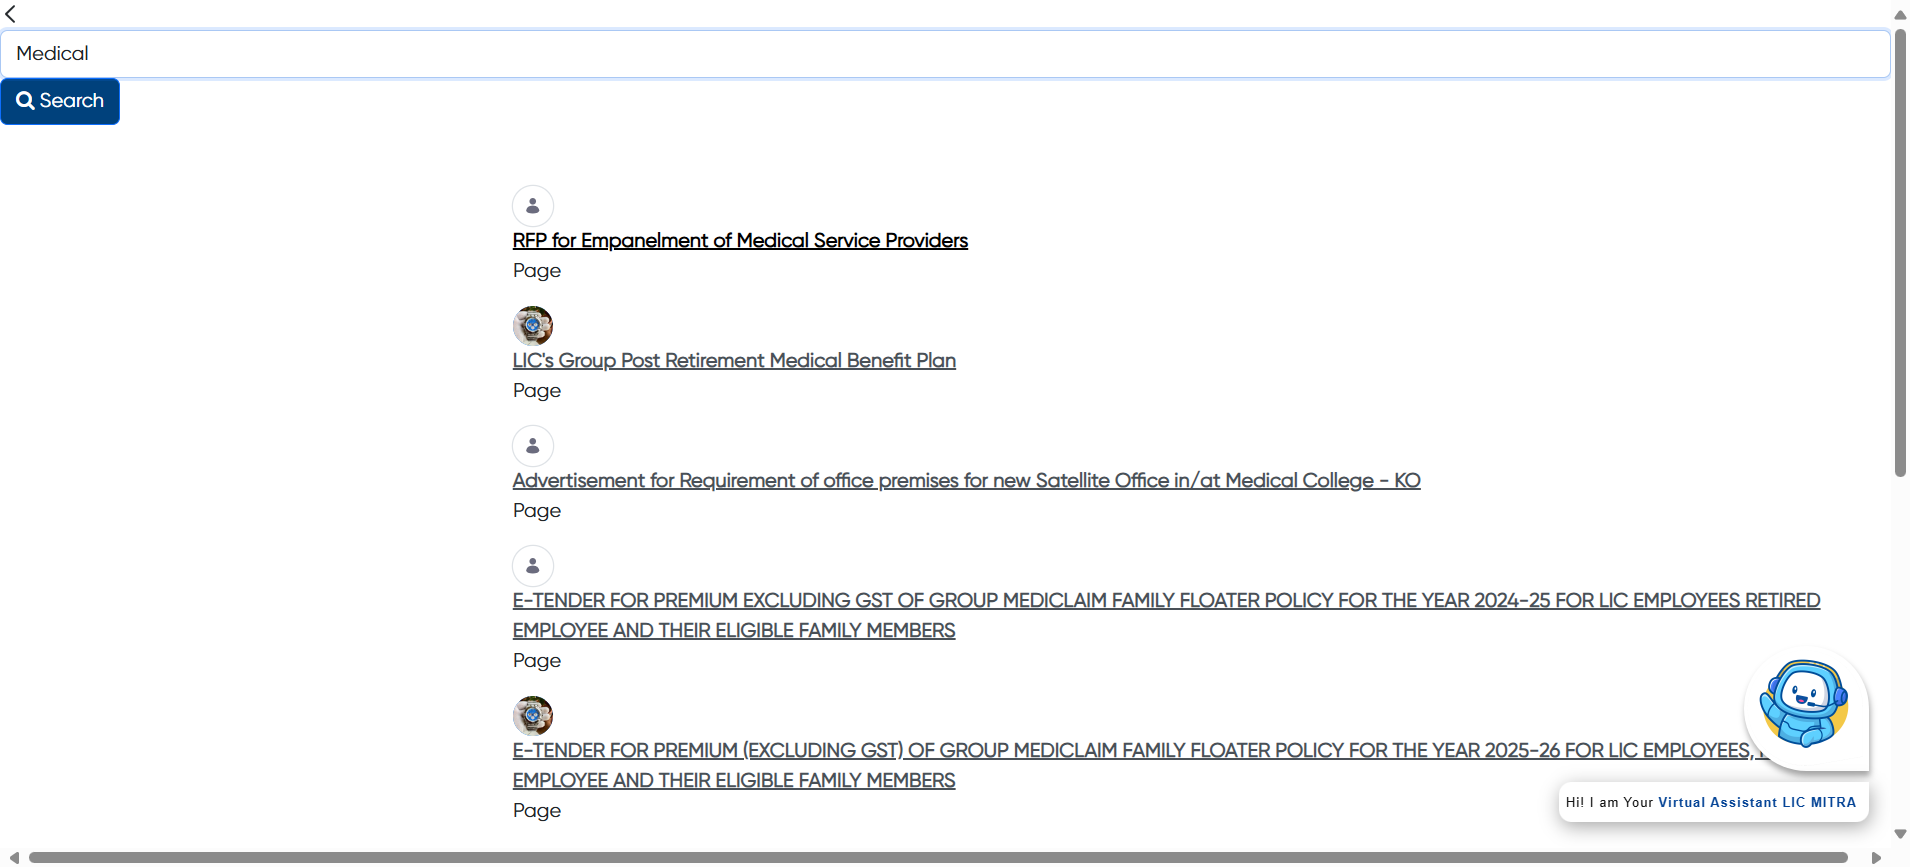 Medical
Search
RFP for Empanelment of Medical Service Providers
Page
LIC's Group Post Retirement Medical Benefit Plan
Page
Advertisement for Requirement of office premises for new Satellite Office in/at Medical College - KO
Page
E-TENDER FOR PREMIUM EXCLUDING GST OF GROUP MEDICLAIM FAMILY FLOATER POLICY FOR THE YEAR 2024-25 FOR LIC EMPLOYEES RETIRED
EMPLOYEE AND THEIR ELIGIBLE FAMILY MEMBERS
Page
E-TENDER FOR PREMIUM (EXCLUDING GST) OF GROUP MEDICLAIM FAMILY FLOATER POLICY FOR THE YEAR 2025-26 FOR LIC EMPLOYEES,
EMPLOYEE AND THEIR ELIGIBLE FAMILY MEMBERS
Page
Hi! I am Your Virtual Assistant LIC MITRA